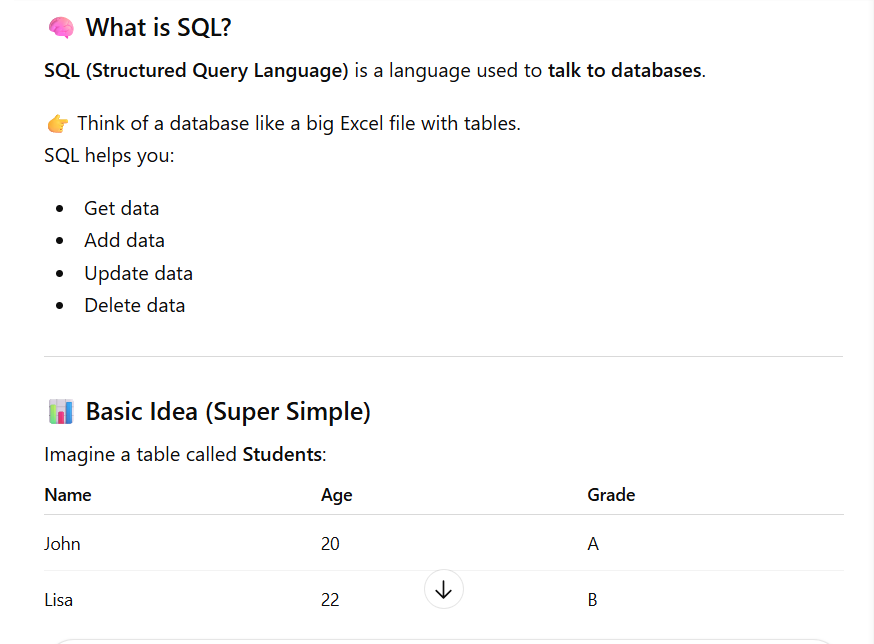 🧠 What is SQL?
SQL (Structured Query Language) is a language used to talk to databases.
👉 Think of a database like a big Excel file with tables.
SQL helps you:
• Get data
• Add data
• Update data
• Delete data
📊 Basic Idea (Super Simple)
Imagine a table called Students:
Name Age Grade
John 20 A
Lisa 22 B